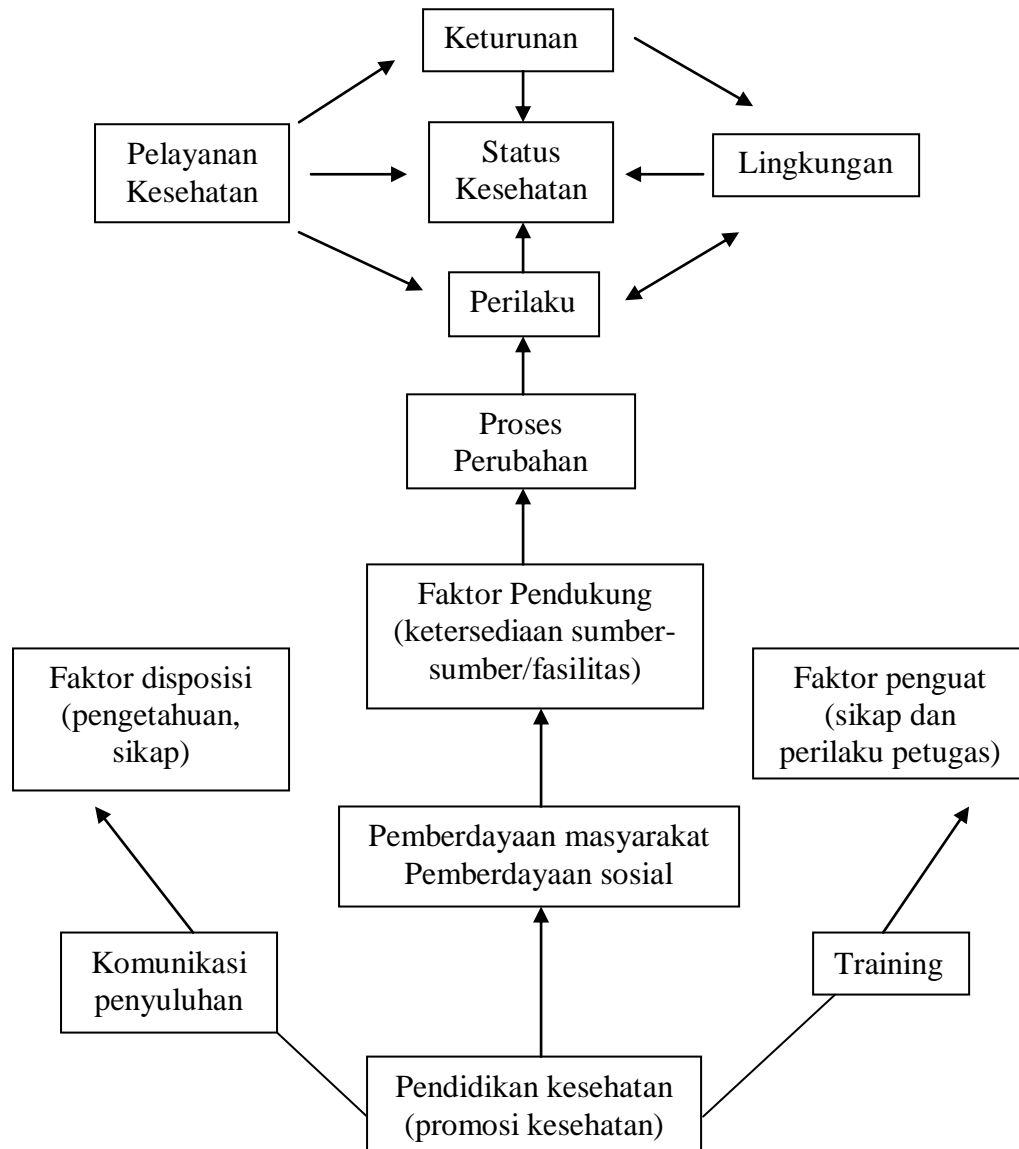 Keturunan
Pelayanan
Kesehatan
Status
Kesehatan
Lingkungan
Perilaku
Proses
Perubahan
Faktor Pendukung
(ketersediaan sumber-
sumber/fasilitas)
Faktor disposisi
(pengetahuan,
sikap)
Faktor penguat
(sikap dan
perilaku petugas)
Pemberdayaan masyarakat
Pemberdayaan sosial
Komunikasi
penyuluhan
Training
Pendidikan kesehatan
(promosi kesehatan)